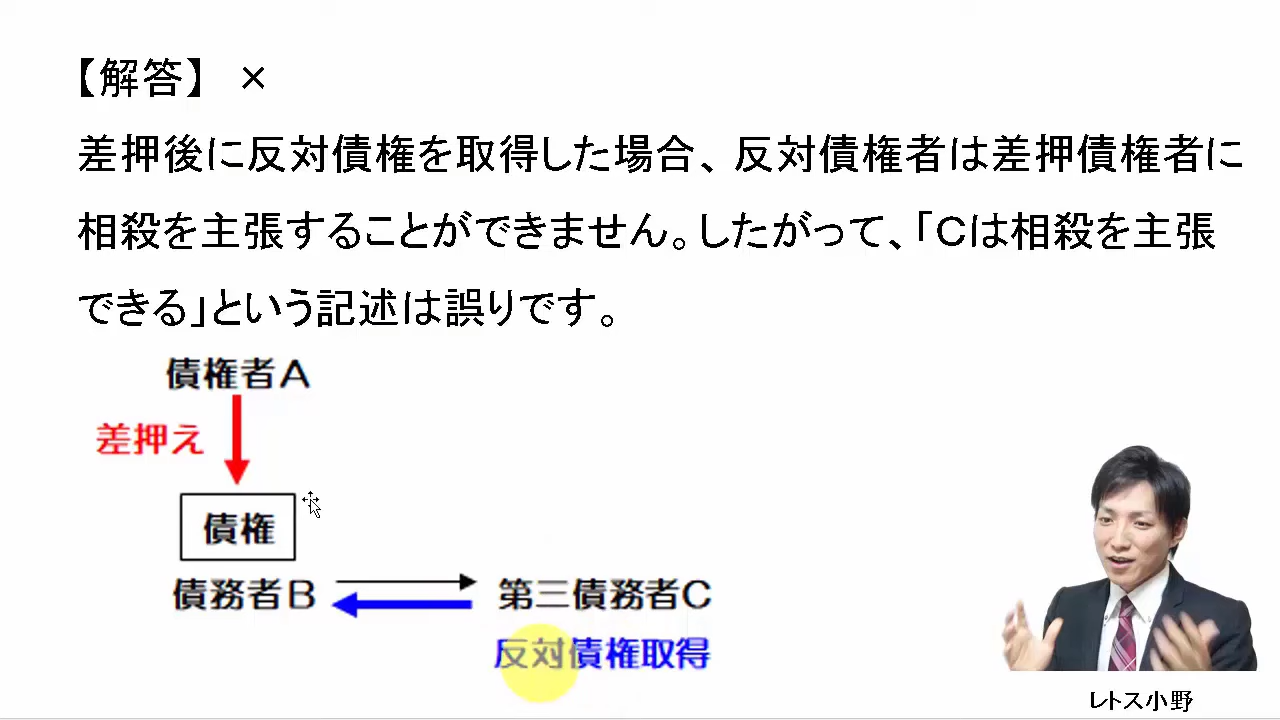 【解答】 ×
差押後に反対債権を取得した場合、反対債権者は差押債権者に
相殺を主張することができません。したがって、「Ｃは相殺を主張
できる」という記述は誤りです。
債権者Ａ
差押え
債権
債務者Ｂ
第三債務者Ｃ
反対債権取得
レトス小野